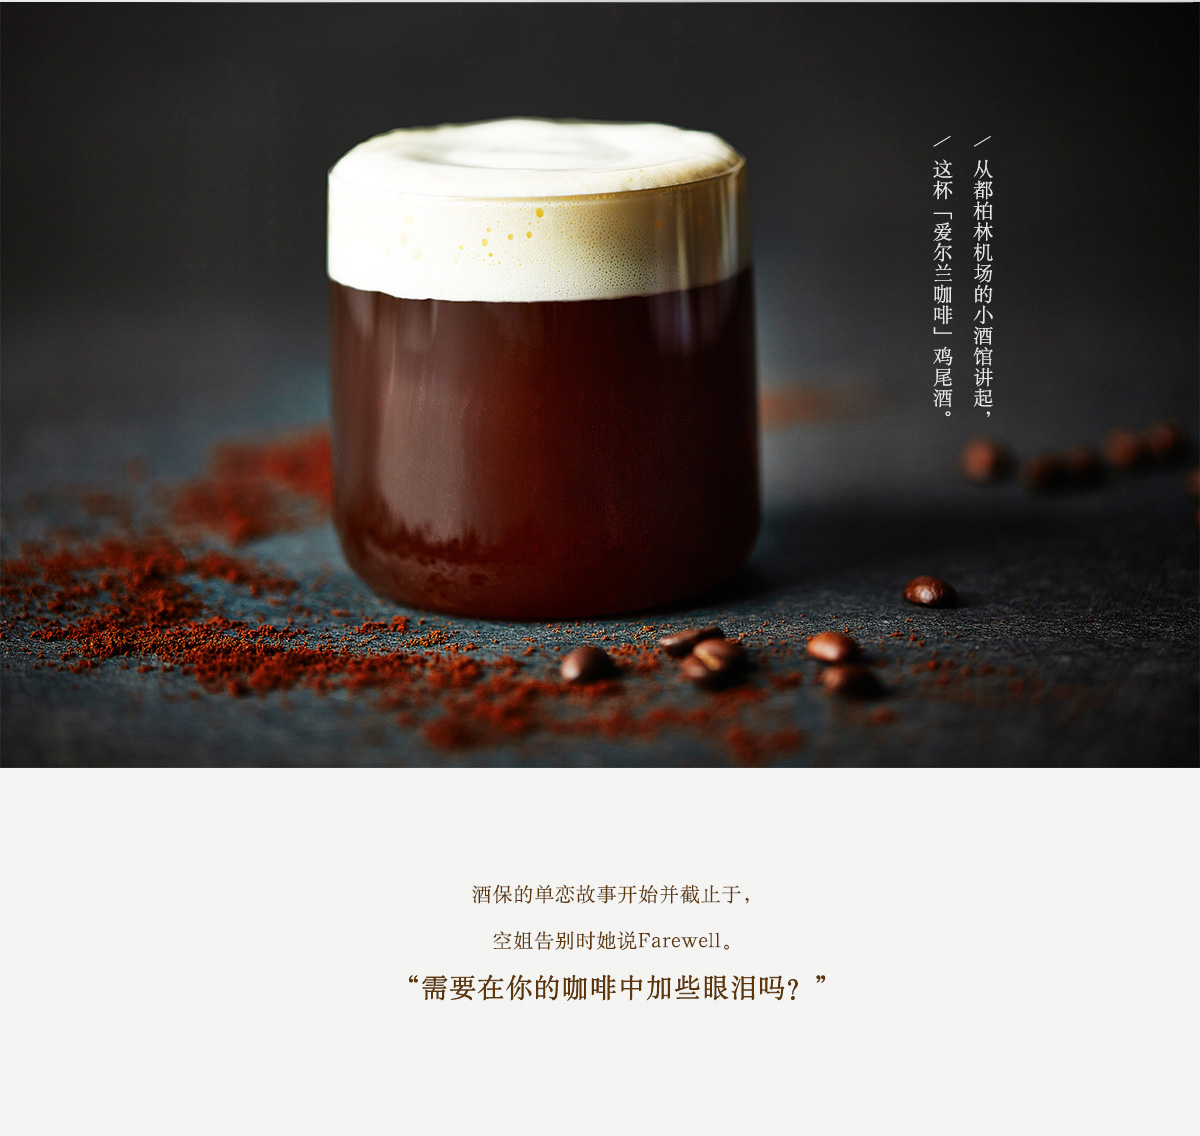 / 从都柏林机场的小酒馆讲起，
/ 这杯「爱尔兰咖啡」鸡尾酒。
酒保的单恋故事开始并截止于，
空姐告别时她说Farewell。
“需要在你的咖啡中加些眼泪吗？”